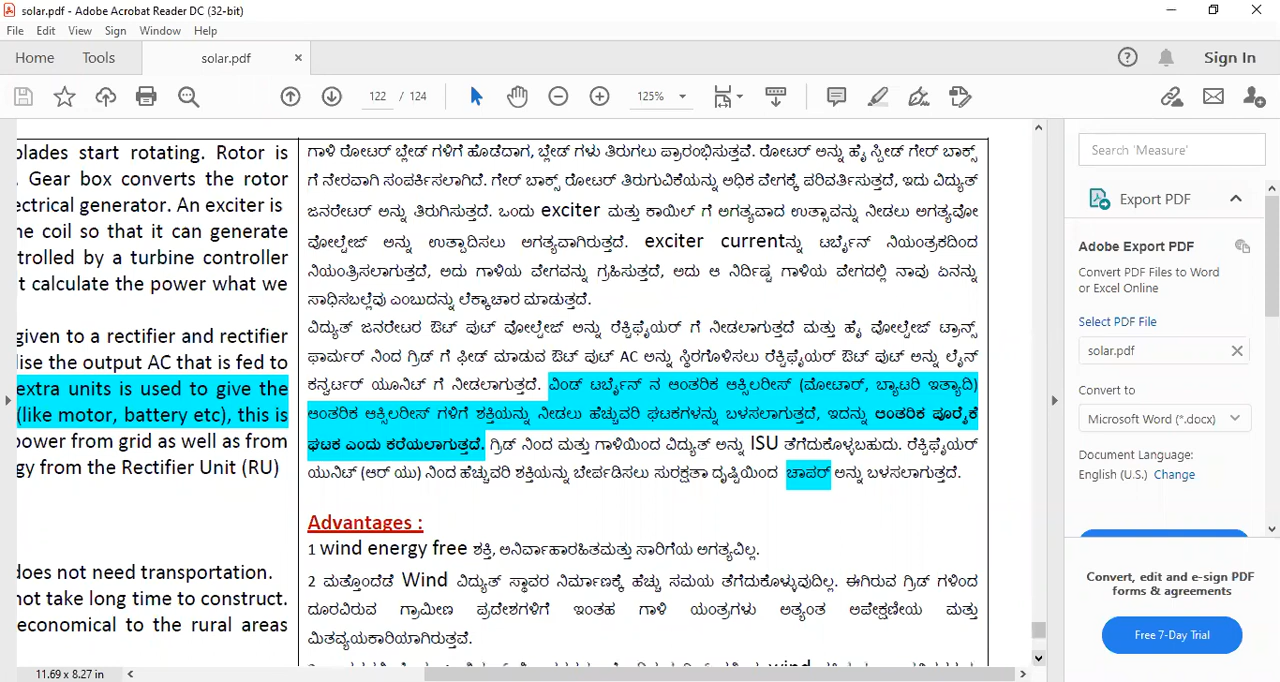 solar.pdf - Adobe Acrobat Reader DC (32-bit)
File Edit View Sign Window Help
Home Tools solar.pdf × Sign In
122 / 124 125%
blades start rotating. Rotor is
. Gear box converts the rotor
ectrical generator. An exciter is
he coil so that it can generate
trolled by a turbine controller
t calculate the power what we
given to a rectifier and rectifier
lise the output AC that is fed to
extra units is used to give the
(like motor, battery etc), this is
power from grid as well as from
gy from the Rectifier Unit (RU)
does not need transportation.
not take long time to construct.
economical to the rural areas
ಗಾಳಿ ರೋಟರ್ ಬ್ಲೇಡ್ ಗಳಿಗೆ ಹೊಡೆದಾಗ, ಬ್ಲೇಡ್ ಗಳು ತಿರುಗಲು ಪ್ರಾರಂಭಿಸುತ್ತವೆ. ರೋಟರ್ ಅನ್ನು ಹೈ ಸ್ಪೀಡ್ ಗೇರ್ ಬಾಕ್ಸ್
ಗೆ ನೇರವಾಗಿ ಸಂಪರ್ಕಿಸಲಾಗಿದೆ. ಗೇರ್ ಬಾಕ್ಸ್ ರೋಟರ್ ತಿರುಗುವಿಕೆಯನ್ನು ಅಧಿಕ ವೇಗಕ್ಕೆ ಪರಿವರ್ತಿಸುತ್ತದೆ, ಇದು ವಿದ್ಯುತ್
ಜನರೇಟರ್ ಅನ್ನು ತಿರುಗಿಸುತ್ತದೆ. ಒಂದು exciter ಮತ್ತು ಕಾಯಿಲ್ ಗೆ ಅಗತ್ಯವಾದ ಉತ್ಸಾವನ್ನು ನೀಡಲು ಅಗತ್ಯವೋ
ವೋಲ್ಟೇಜ್ ಅನ್ನು ಉತ್ಪಾದಿಸಲು ಅಗತ್ಯವಾಗಿರುತ್ತದೆ. exciter currentನ್ನು ಟರ್ಬೈನ್ ನಿಯಂತ್ರಕದಿಂದ
ನಿಯಂತ್ರಿಸಲಾಗುತ್ತದೆ, ಅದು ಗಾಳಿಯ ವೇಗವನ್ನು ಗ್ರಹಿಸುತ್ತದೆ, ಅದು ಆ ನಿರ್ದಿಷ್ಟ ಗಾಳಿಯ ವೇಗದಲ್ಲಿ ನಾವು ಏನನ್ನು
ಸಾಧಿಸಬಲ್ಲೆವು ಎಂಬುದನ್ನು ಲೆಕ್ಕಾಚಾರ ಮಾಡುತ್ತದೆ.
ವಿದ್ಯುತ್ ಜನರೇಟರ ಔಟ್ ಪುಟ್ ವೋಲ್ಟೇಜ್ ಅನ್ನು ರೆಕ್ಟಿಫೈಯರ್ ಗೆ ನೀಡಲಾಗುತ್ತದೆ ಮತ್ತು ಹೈ ವೋಲ್ಟೇಜ್ ಟ್ರಾನ್ಸ್
ಫಾರ್ಮರ್ ನಿಂದ ಗ್ರಿಡ್ ಗೆ ಫೀಡ್ ಮಾಡುವ ಔಟ್ ಪುಟ್ AC ಅನ್ನು ಸ್ಥಿರಗೊಳಿಸಲು ರೆಕ್ಟಿಫೈಯರ್ ಔಟ್ ಪುಟ್ ಅನ್ನು ಲೈನ್
ಕನ್ವರ್ಟರ್ ಯೂನಿಟ್ ಗೆ ನೀಡಲಾಗುತ್ತದೆ. ವಿಂಡ್ ಟರ್ಬೈನ್ ನ ಆಂತರಿಕ ಆಕ್ಸಿಲರೀಸ್ (ಮೋಟಾರ್, ಬ್ಯಾಟರಿ ಇತ್ಯಾದಿ)
ಆಂತರಿಕ ಆಕ್ಸಿಲರೀಸ್ ಗಳಿಗೆ ಶಕ್ತಿಯನ್ನು ನೀಡಲು ಹೆಚ್ಚುವರಿ ಘಟಕಗಳನ್ನು ಬಳಸಲಾಗುತ್ತದೆ, ಇದನ್ನು ಆಂತರಿಕ ಪೂರೈಕೆ
ಘಟಕ ಎಂದು ಕರೆಯಲಾಗುತ್ತದೆ. ಗ್ರಿಡ್ ನಿಂದ ಮತ್ತು ಗಾಳಿಯಿಂದ ವಿದ್ಯುತ್ ಅನ್ನು ISU ತೆಗೆದುಕೊಳ್ಳಬಹುದು. ರೆಕ್ಟಿಫೈಯರ್
ಯುನಿಟ್ (ಆರ್ ಯು) ನಿಂದ ಹೆಚ್ಚುವರಿ ಶಕ್ತಿಯನ್ನು ಬೇರ್ಪಡಿಸಲು ಸುರಕ್ಷತಾ ದೃಷ್ಟಿಯಿಂದ ಚಾಪರ್ ಅನ್ನು ಬಳಸಲಾಗುತ್ತದೆ.
Advantages :
1 wind energy free ಶಕ್ತಿ, ಅನಿರ್ವಾಹಾರಹಿತಮತ್ತು ಸಾರಿಗೆಯ ಅಗತ್ಯವಿಲ್ಲ.
2 ಮತ್ತೊಂದೆಡೆ Wind ವಿದ್ಯುತ್ ಸ್ಥಾವರ ನಿರ್ಮಾಣಕ್ಕೆ ಹೆಚ್ಚು ಸಮಯ ತೆಗೆದುಕೊಳ್ಳುವುದಿಲ್ಲ. ಈಗಿರುವ ಗ್ರಿಡ್ ಗಳಿಂದ
ದೂರವಿರುವ ಗ್ರಾಮೀಣ ಪ್ರದೇಶಗಳಿಗೆ ಇಂತಹ ಗಾಳಿ ಯಂತ್ರಗಳು ಅತ್ಯಂತ ಅಪೇಕ್ಷಣೀಯ ಮತ್ತು
ಮಿತವ್ಯಯಕಾರಿಯಾಗಿರುತ್ತವೆ.
wind
11.69 x 8.27 in
Search 'Measure'
Export PDF
Adobe Export PDF
Convert PDF Files to Word
or Excel Online
Select PDF File
solar.pdf
Convert to
Microsoft Word (*.docx)
Document Language:
English (U.S.) Change
Convert, edit and e-sign PDF
forms & agreements
Free 7-Day Trial